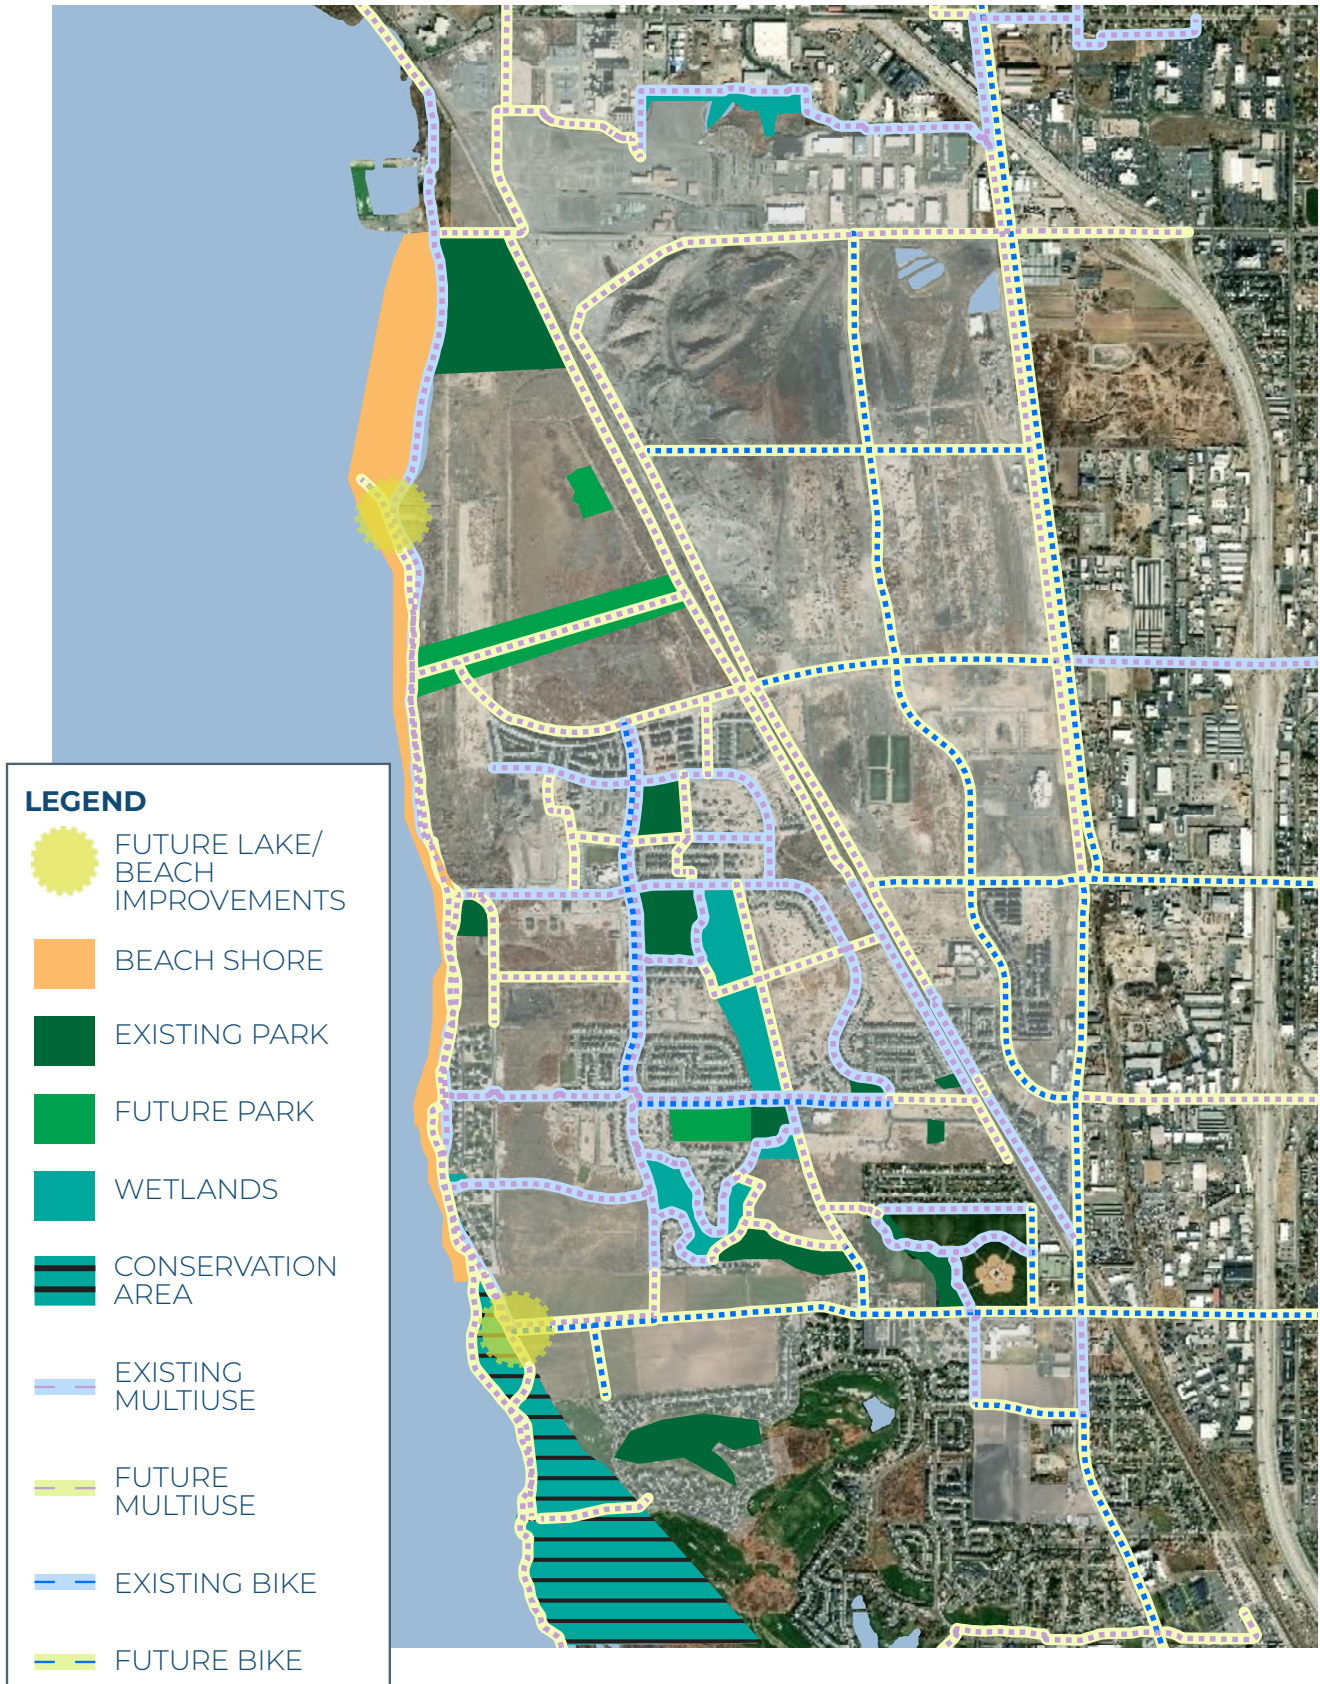 LEGEND
FUTURE LAKE/
BEACH
IMPROVEMENTS
BEACH SHORE
EXISTING PARK
FUTURE PARK
WETLANDS
CONSERVATION
AREA
EXISTING
MULTIUSE
FUTURE
MULTIUSE
EXISTING BIKE
FUTURE BIKE